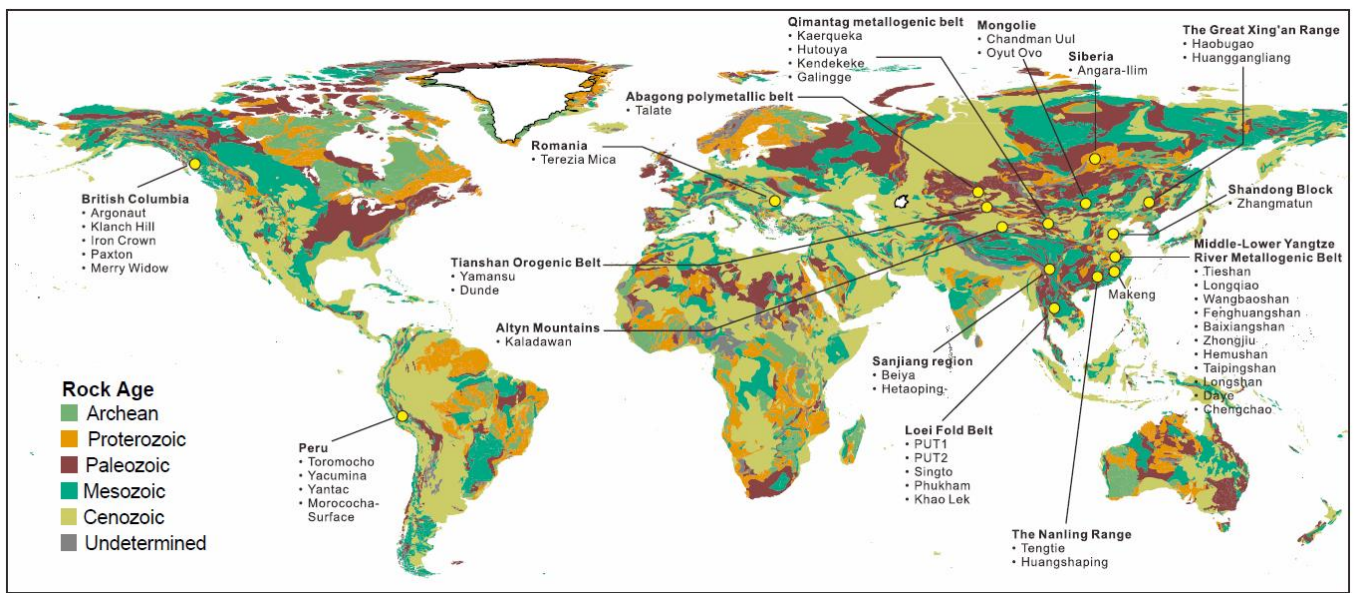 Qimantag metallogenic belt
• Kaerqueka
• Hutouya
• Kendekeke
• Galingge
Mongolie
• Chandman Uul
• Oyut Ovo
Siberia
• Angara-Ilim
The Great Xing'an Range
• Haobugao
• Huanggangliang
Abagong polymetallic belt
• Talate
Romania
• Terezia Mica
British Columbia
• Argonaut
• Klanch Hill
• Iron Crown
• Paxton
• Merry Widow
Shandong Block
• Zhangmatun
Tianshan Orogenic Belt
• Yamansu
• Dunde
Middle-Lower Yangtze
River Metallogenic Belt
• Tieshan
• Longqiao
• Wangbaoshan
• Fenghuangshan
• Baixiangshan
• Zhongjiu
• Hemushan
• Taipingshan
• Longshan
• Daye
• Chengchao
Makeng
Altyn Mountains
• Kaladawan
Sanjiang region
• Beiya
• Hetaoping
Rock Age
Archean
Proterozoic
Paleozoic
Mesozoic
Cenozoic
Undetermined
Peru
• Toromocho
• Yacumina
• Yantac
• Morococha-
Surface
Loei Fold Belt
• PUT1
• PUT2
• Singto
• Phukham
• Khao Lek
The Nanling Range
• Tengtie
• Huangshaping